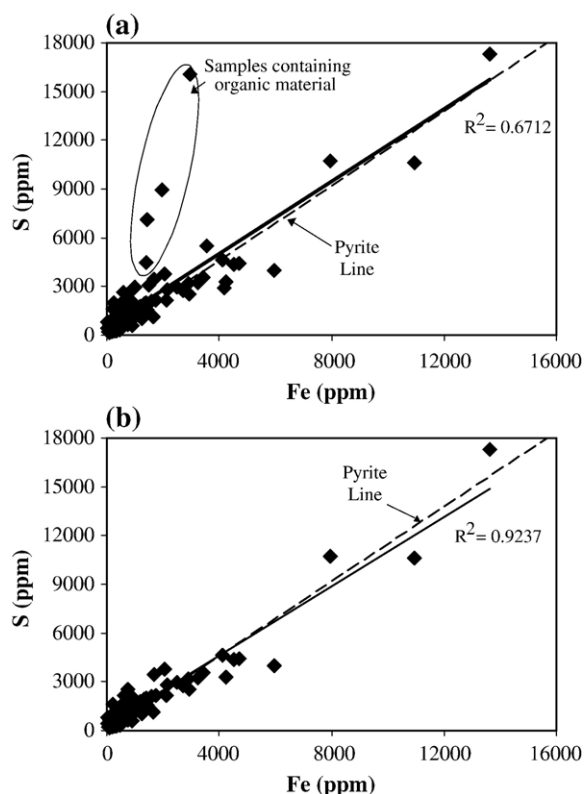 (a)
18000
15000
12000
9000
6000
3000
0
S (ppm)
Samples containing
organic material
R2 = 0.6712
Pyrite
Line
0
4000
8000
12000
16000
Fe (ppm)
(b)
18000
15000
12000
9000
6000
3000
0
S (ppm)
Pyrite
Line
R2 = 0.9237
0
4000
8000
12000
16000
Fe (ppm)